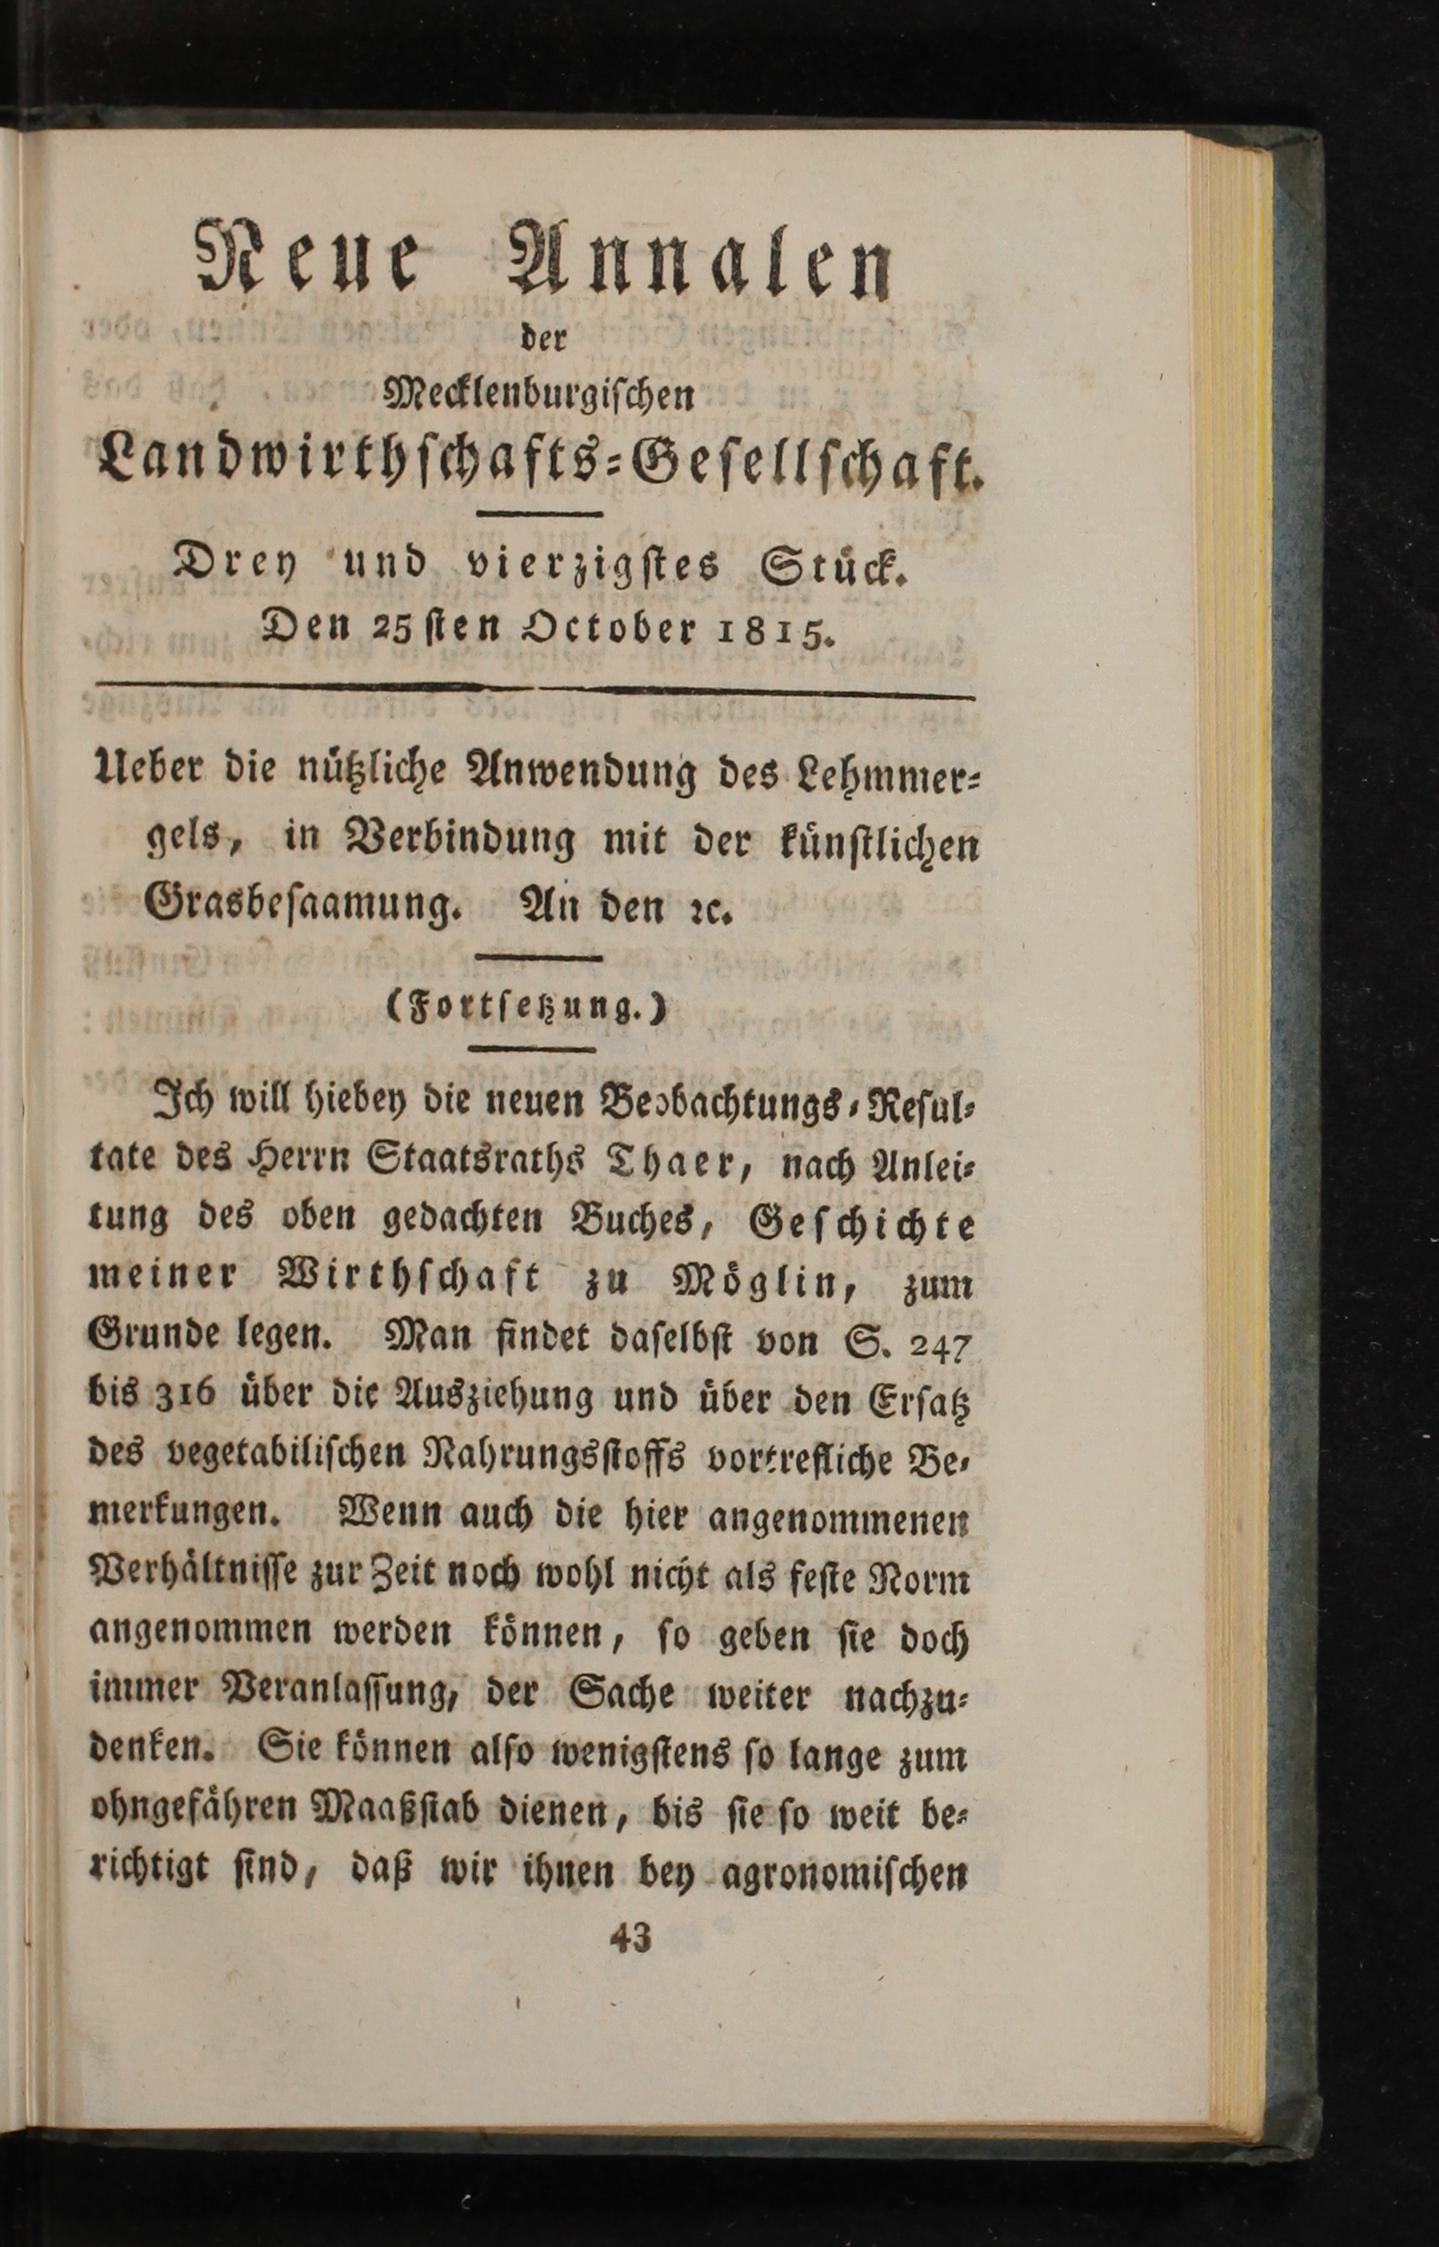 Neue Annalen
der
Mecklenburgischen
Landwirthschafts-Gesellschaft.
Drey und vierzigstes Stück.
Den 25sten October 1815.
Ueber die nützliche Anwendung des Lehmmer-
gels, in Verbindung mit der künstlichen
Grasbesaamung. An den ꝛc.
(Fortsetzung.)
Ich will hiebey die neuen Beobachtungs-Resul-
tate des Herrn Staatsraths Thaer, nach Anlei-
tung des oben gedachten Buches, Geschichte
meiner Wirthschaft zu Möglin, zum
Grunde legen. Man findet daselbst von S. 247
bis 316 über die Ausziehung und über den Ersatz
des vegetabilischen Nahrungsstoffs vortrefliche Be-
merkungen. Wenn auch die hier angenommenen
Verhältnisse zur Zeit noch wohl nicht als feste Norm
angenommen werden können, so geben sie doch
immer Veranlassung, der Sache weiter nachzu-
denken. Sie können also wenigstens so lange zum
ohngefähren Maaßstab dienen, bis sie so weit be-
richtigt sind, daß wir ihnen bey agronomischen
43